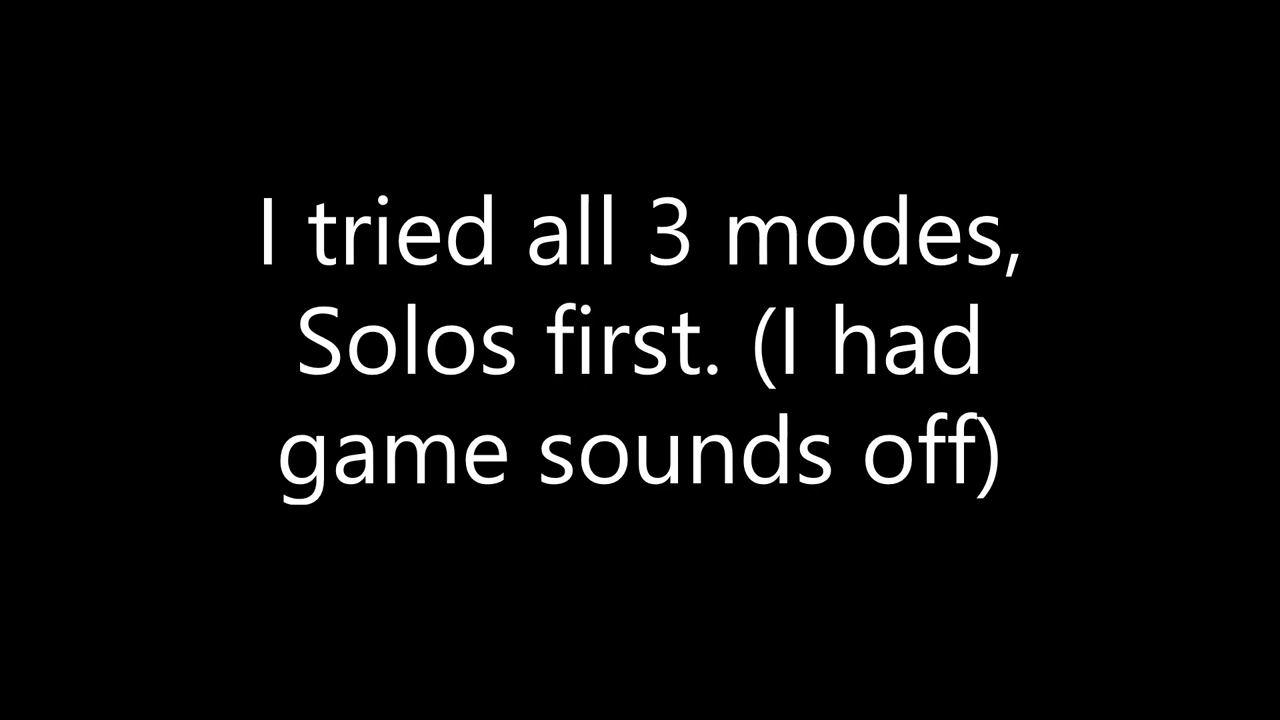 I tried all 3 modes,
Solos first. (I had
game sounds off)